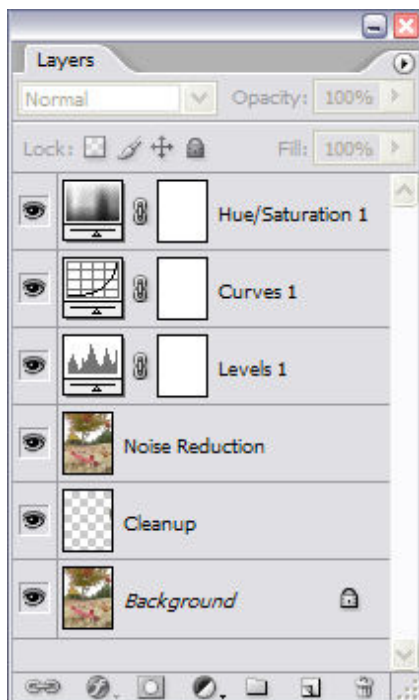 Layers
Normal Opacity: 100%
Lock: Fill: 100%
Hue/Saturation 1
Curves 1
Levels 1
Noise Reduction
Cleanup
Background